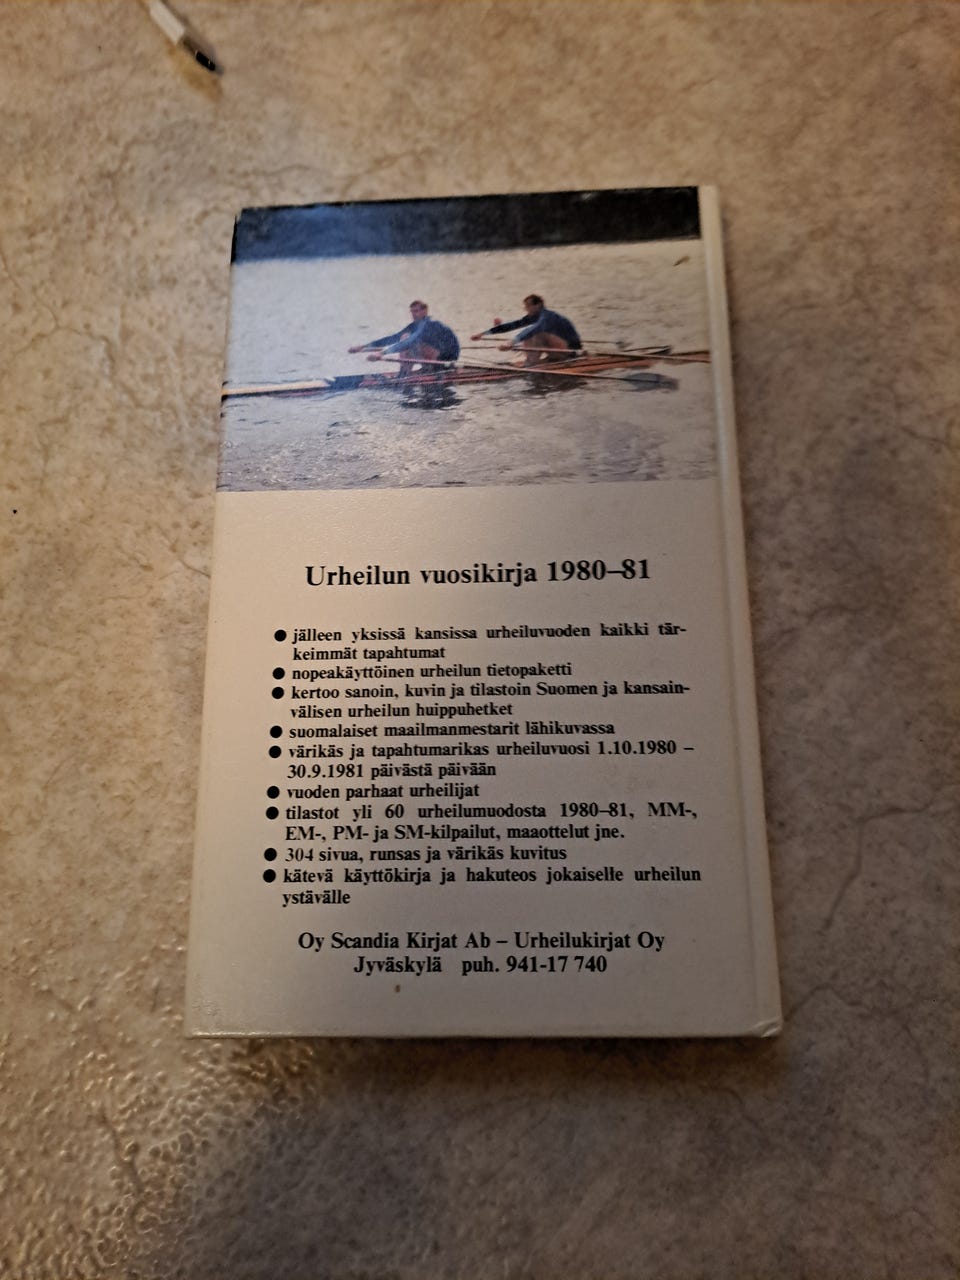 Urheilun vuosikirja 1980–81
● jälleen yksissä kansissa urheiluvuoden kaikki tär-
keimmät tapahtumat
● nopeakäyttöinen urheilun tietopaketti
● kertoo sanoin, kuvin ja tilastoin Suomen ja kansain-
välisen urheilun huippuhetket
● suomalaiset maailmanmestarit lähikuvassa
● värikäs ja tapahtumarikas urheiluvuosi 1.10.1980 –
30.9.1981 päivästä päivään
● vuoden parhaat urheilijat
● tilastot yli 60 urheilumuodosta 1980–81, MM-,
EM-, PM- ja SM-kilpailut, maaottelut jne.
● 304 sivua, runsas ja värikäs kuvitus
● kätevä käyttökirja ja hakuteos jokaiselle urheilun
ystävälle
Oy Scandia Kirjat Ab – Urheilukirjat Oy
Jyväskylä puh. 941-17 740